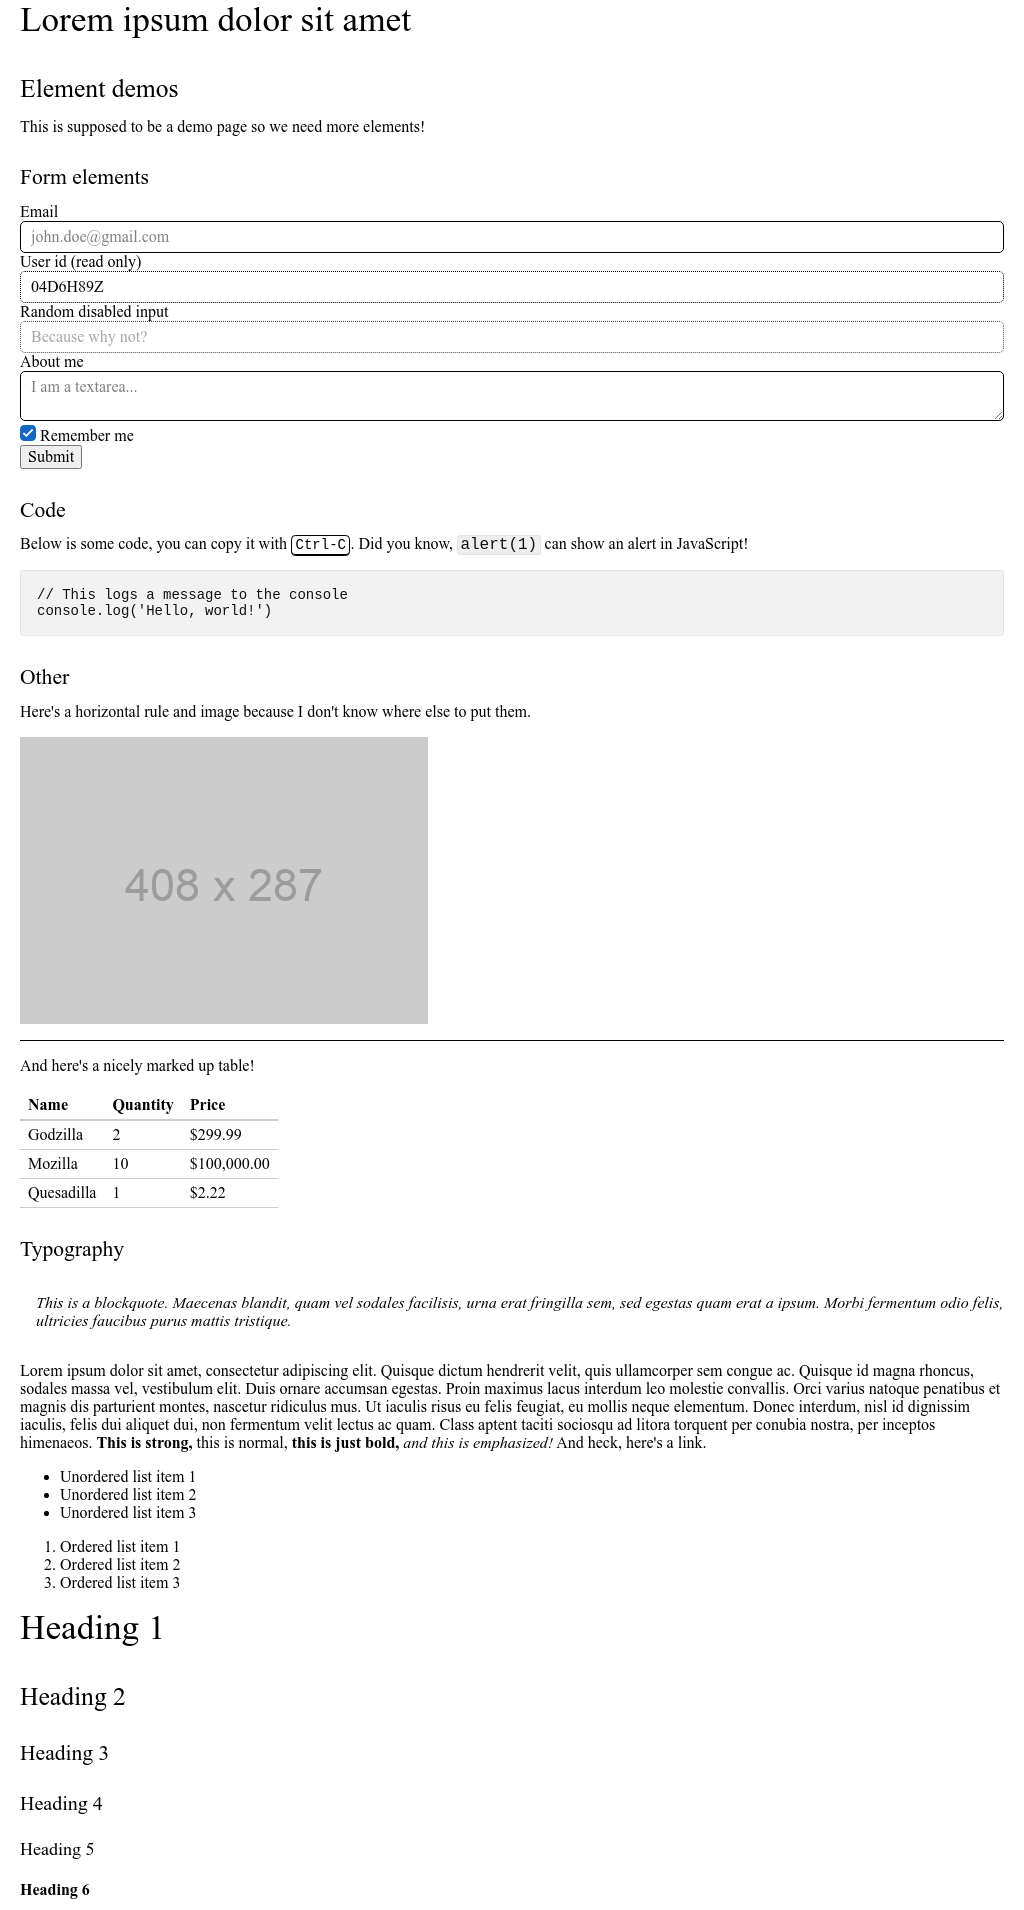 Lorem ipsum dolor sit amet
Element demos
This is supposed to be a demo page so we need more elements!
Form elements
Email
john.doe@gmail.com
User id (read only)
04D6H89Z
Random disabled input
Because why not?
About me
I am a textarea...
Remember me
Submit
Code
Below is some code, you can copy it with Ctrl-C. Did you know, alert(1) can show an alert in JavaScript!
// This logs a message to the console
console.log('Hello, world!')
Other
Here's a horizontal rule and image because I don't know where else to put them.
408 x 287
And here's a nicely marked up table!
Name Quantity Price
Godzilla 2 $299.99
Mozilla 10 $100,000.00
Quesadilla 1 $2.22
Typography
This is a blockquote. Maecenas blandit, quam vel sodales facilisis, urna erat fringilla sem, sed egestas quam erat a ipsum. Morbi fermentum odio felis,
ultricies faucibus purus mattis tristique.
Lorem ipsum dolor sit amet, consectetur adipiscing elit. Quisque dictum hendrerit velit, quis ullamcorper sem congue ac. Quisque id magna rhoncus,
sodales massa vel, vestibulum elit. Duis ornare accumsan egestas. Proin maximus lacus interdum leo molestie convallis. Orci varius natoque penatibus et
magnis dis parturient montes, nascetur ridiculus mus. Ut iaculis risus eu felis feugiat, eu mollis neque elementum. Donec interdum, nisl id dignissim
iaculis, felis dui aliquet dui, non fermentum velit lectus ac quam. Class aptent taciti sociosqu ad litora torquent per conubia nostra, per inceptos
himenaeos. This is strong, this is normal, this is just bold, and this is emphasized! And heck, here's a link.
• Unordered list item 1
• Unordered list item 2
• Unordered list item 3
1. Ordered list item 1
2. Ordered list item 2
3. Ordered list item 3
Heading 1
Heading 2
Heading 3
Heading 4
Heading 5
Heading 6